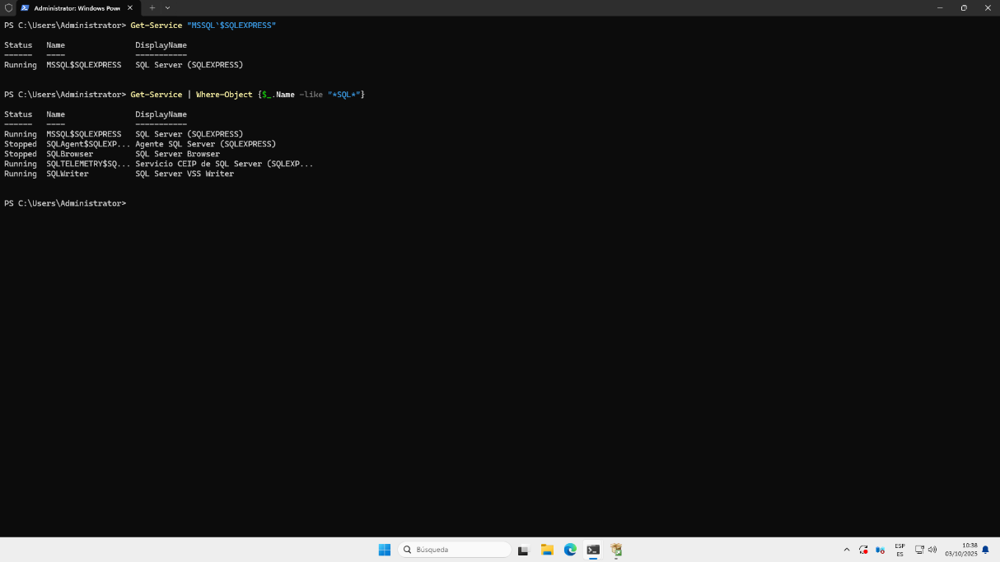 Administrator: Windows Powe
PS C:\Users\Administrator> Get-Service "MSSQL`$SQLEXPRESS"
Status   Name               DisplayName
------   ----               -----------
Running  MSSQL$SQLEXPRESS   SQL Server (SQLEXPRESS)
PS C:\Users\Administrator> Get-Service | Where-Object {$_.Name -like "*SQL*"}
Status   Name               DisplayName
------   ----               -----------
Running  MSSQL$SQLEXPRESS   SQL Server (SQLEXPRESS)
Stopped  SQLAgent$SQLEXP... Agente SQL Server (SQLEXPRESS)
Stopped  SQLBrowser         SQL Server Browser
Running  SQLTELEMETRY$SQ... Servicio CEIP de SQL Server (SQLEXP...
Running  SQLWriter          SQL Server VSS Writer
PS C:\Users\Administrator>
Búsqueda
ESP
ES
10:38
03/10/2025